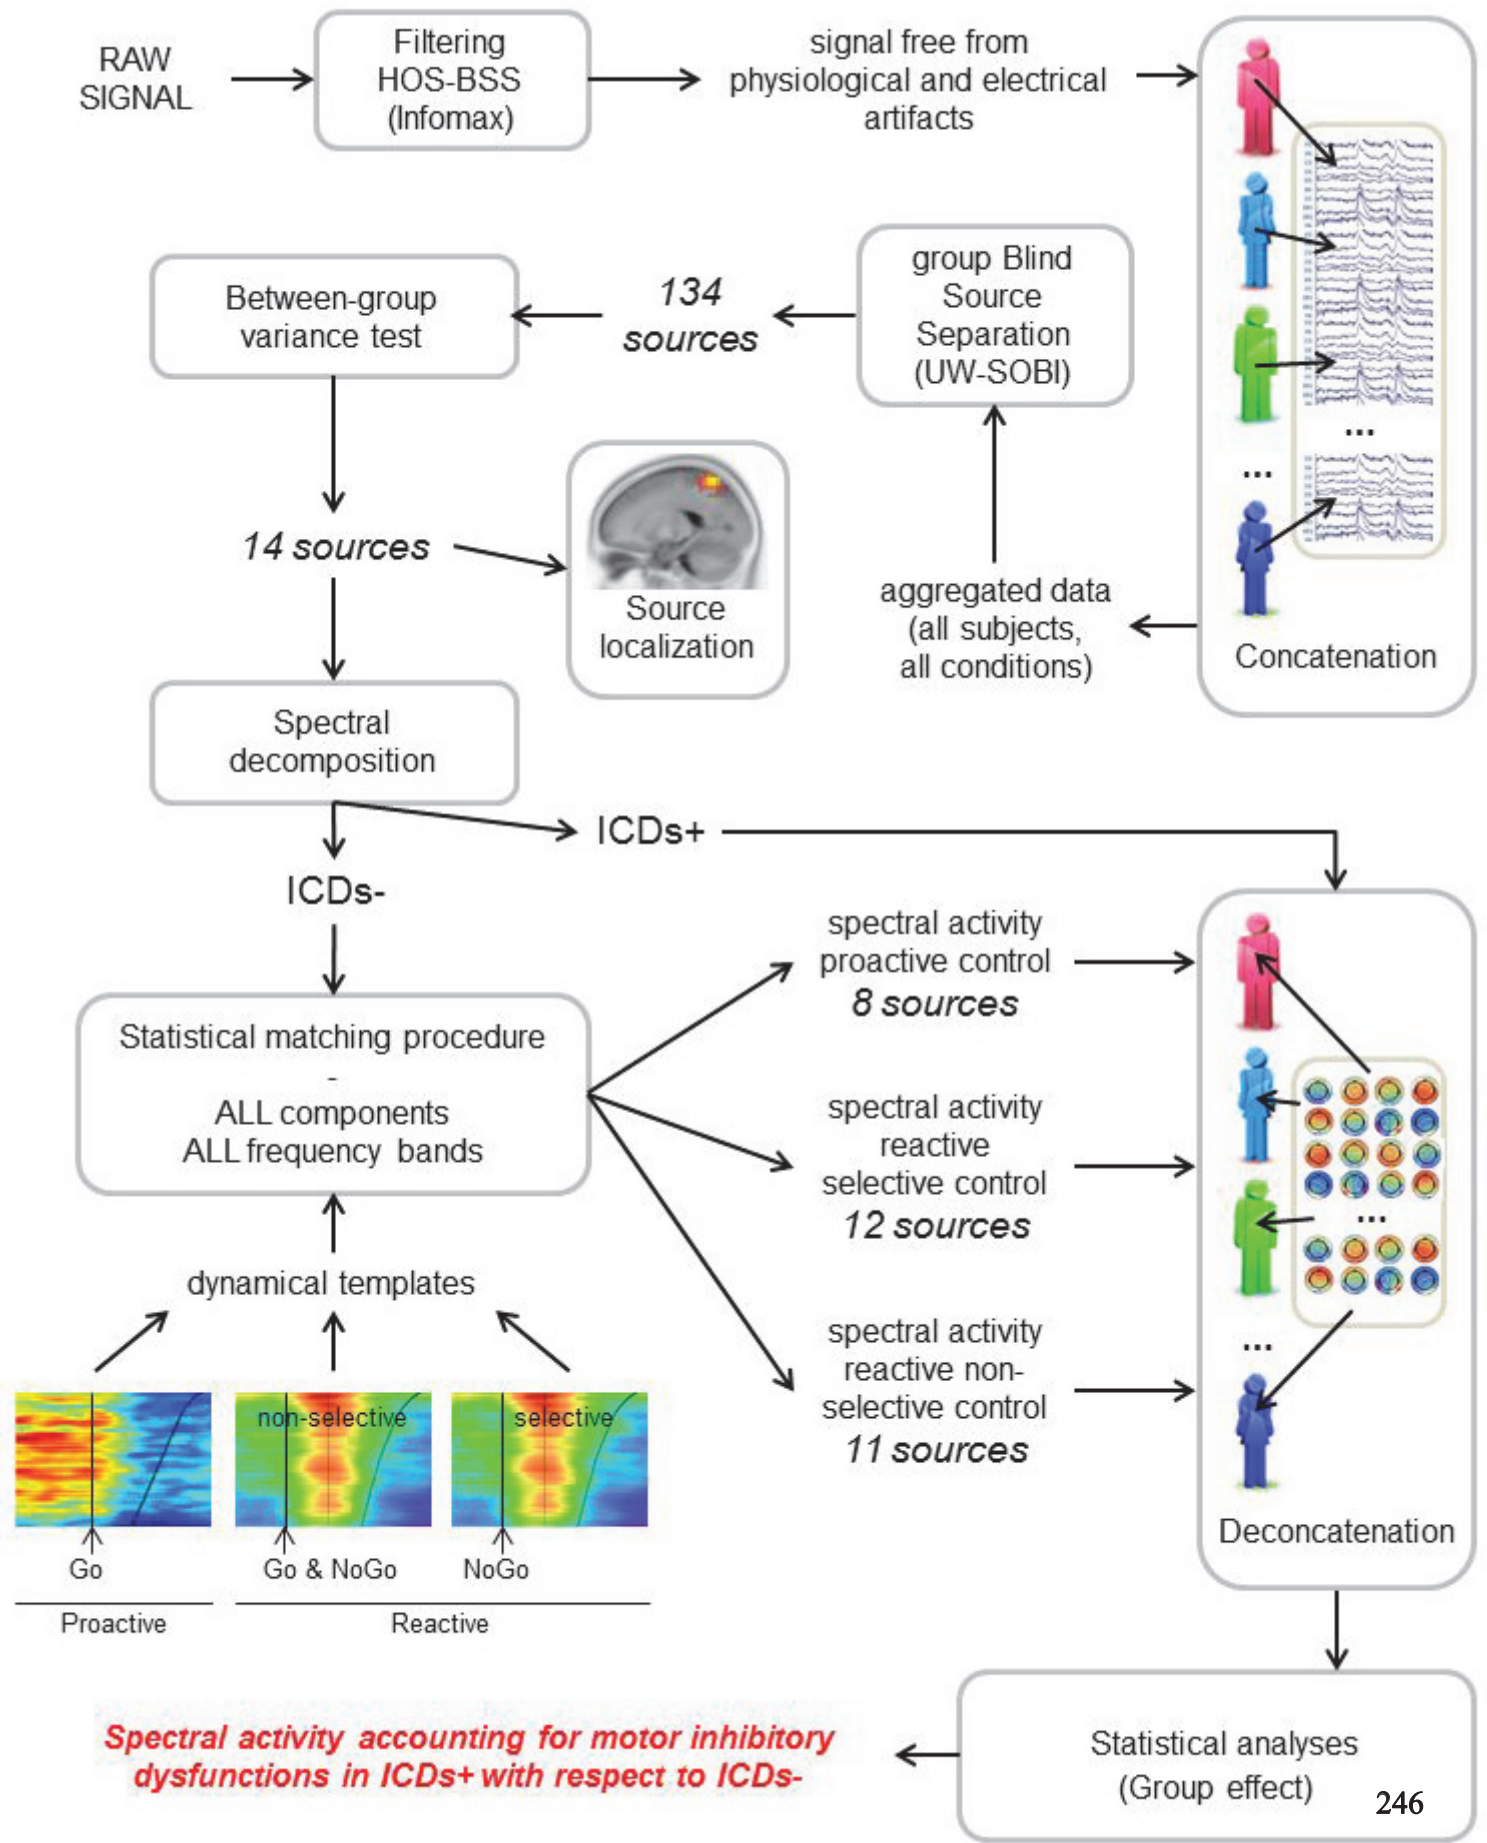 RAW
SIGNAL
Filtering
HOS-BSS
(Infomax)
signal free from
physiological and electrical
artifacts
...
...
Concatenation
aggregated data
(all subjects,
all conditions)
group Blind
Source
Separation
(UW-SOBI)
134
sources
Between-group
variance test
14 sources
Source
localization
Spectral
decomposition
ICDs+
ICDs-
Statistical matching procedure
-
ALL components
ALL frequency bands
dynamical templates
non-selective
selective
Go
Go & NoGo
NoGo
Proactive
Reactive
spectral activity
proactive control
8 sources
spectral activity
reactive
selective control
12 sources
spectral activity
reactive non-
selective control
11 sources
...
...
Deconcatenation
Statistical analyses
(Group effect)
246
Spectral activity accounting for motor inhibitory
dysfunctions in ICDs+ with respect to ICDs-